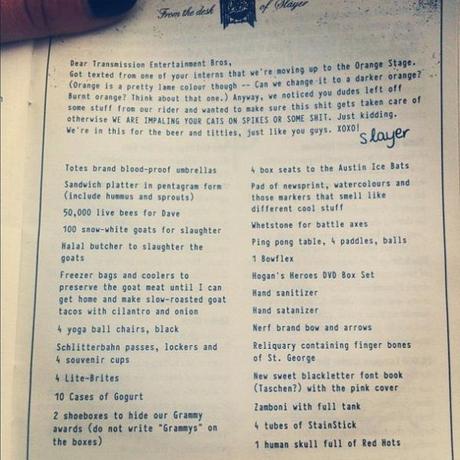 From the desk of Slayer
Dear Transmission Entertainment Bros,
Got texted from one of your interns that we're moving up to the Orange Stage.
(Orange is a pretty lame colour though -- Can we change it to a darker orange?
Burnt orange? Think about that one.) Anyway, we noticed you dudes left off
some stuff from our rider and wanted to make sure this shit gets taken care of
otherwise WE ARE IMPALING YOUR CATS ON SPIKES OR SOME SHIT. Just kidding.
We're in this for the beer and titties, just like you guys. XOXO!
Slayer
Totes brand blood-proof umbrellas
Sandwich platter in pentagram form
(include hummus and sprouts)
50,000 live bees for Dave
100 snow-white goats for slaughter
Halal butcher to slaughter the
goats
Freezer bags and coolers to
preserve the goat meat until I can
get home and make slow-roasted goat
tacos with cilantro and onion
4 yoga ball chairs, black
Schlitterbahn passes, lockers and
4 souvenir cups
4 Lite-Brites
10 Cases of Gogurt
2 shoeboxes to hide our Grammy
awards (do not write "Grammys" on
the boxes)
4 box seats to the Austin Ice Bats
Pad of newsprint, watercolours and
those markers that smell like
different cool stuff
Whetstone for battle axes
Ping pong table, 4 paddles, balls
1 Bowflex
Hogan's Heroes DVD Box Set
Hand sanitizer
Hand satanizer
Nerf brand bow and arrows
Reliquary containing finger bones
of St. George
New sweet blackletter font book
(Taschen?) with the pink cover
Zamboni with full tank
4 tubes of StainStick
1 human skull full of Red Hots